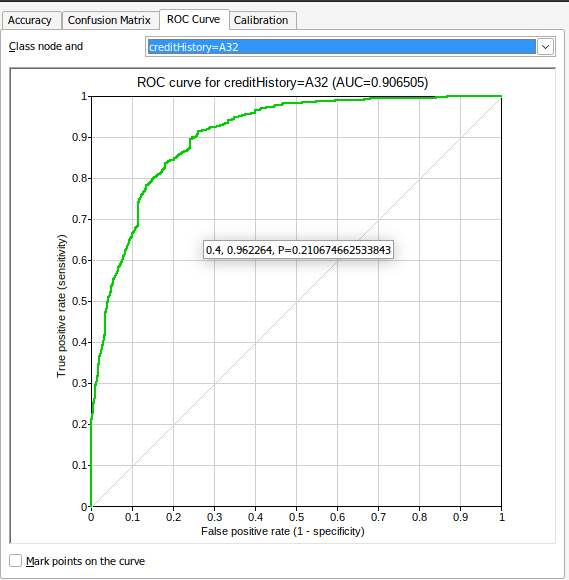 Accuracy Confusion Matrix ROC Curve Calibration
Class node and creditHistory=A32
ROC curve for creditHistory=A32 (AUC=0.906505)
1
0.9
0.8
0.7
0.6
0.5
0.4
0.3
0.2
0.1
0
True positive rate (sensitivity)
0.4, 0.962264, P=0.210674662533843
0 0.1 0.2 0.3 0.4 0.5 0.6 0.7 0.8 0.9 1
False positive rate (1 - specificity)
Mark points on the curve